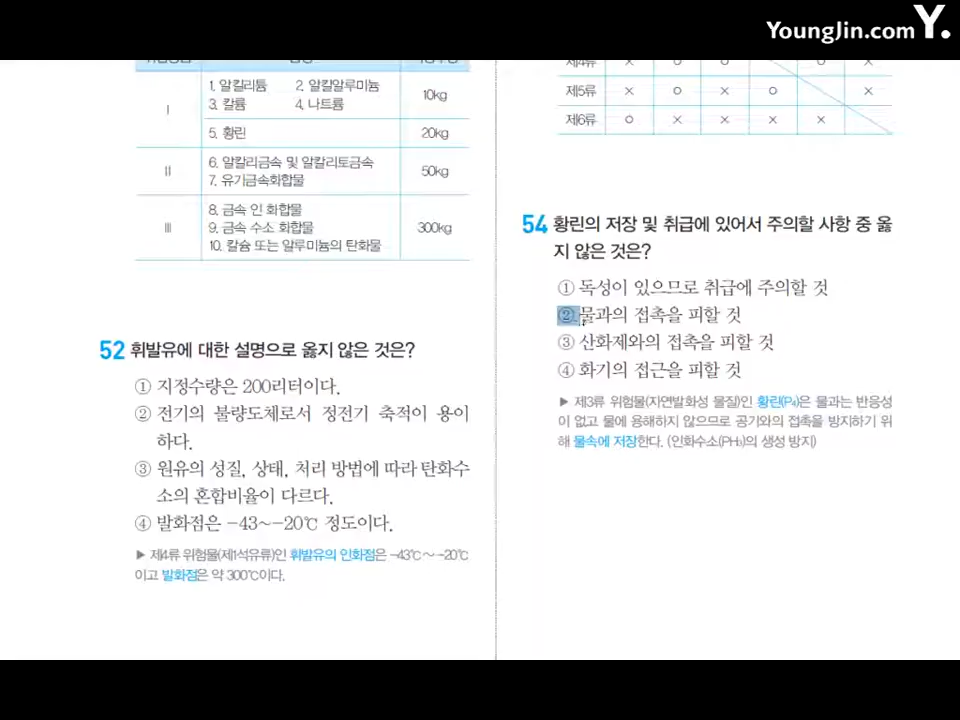 YoungJin.com Y.
Ⅰ 1. 알킬리튬 2. 알킬알루미늄 3. 칼륨 4. 나트륨 10kg
5. 황린 20kg
Ⅱ 6. 알칼리금속 및 알칼리토금속 7. 유기금속화합물 50kg
Ⅲ 8. 금속 인 화합물 9. 금속 수소 화합물 10. 칼슘 또는 알루미늄의 탄화물 300kg
52 휘발유에 대한 설명으로 옳지 않은 것은?
① 지정수량은 200리터이다.
② 전기의 불량도체로서 정전기 축적이 용이
하다.
③ 원유의 성질, 상태, 처리 방법에 따라 탄화수
소의 혼합비율이 다르다.
④ 발화점은 -43~-20℃ 정도이다.
▶ 제4류 위험물(제1석유류)인 휘발유의 인화점은 -43℃~-20℃
이고 발화점은 약 300℃이다.
제4류 × ○ ○ ○ ×
제5류 × ○ × ○ ×
제6류 ○ × × × ×
54 황린의 저장 및 취급에 있어서 주의할 사항 중 옳
지 않은 것은?
① 독성이 있으므로 취급에 주의할 것
② 물과의 접촉을 피할 것
③ 산화제와의 접촉을 피할 것
④ 화기의 접근을 피할 것
▶ 제3류 위험물(자연발화성 물질)인 황린(P₄)은 물과는 반응성
이 없고 물에 용해하지 않으므로 공기와의 접촉을 방지하기 위
해 물속에 저장한다. (인화수소(PH₃)의 생성 방지)